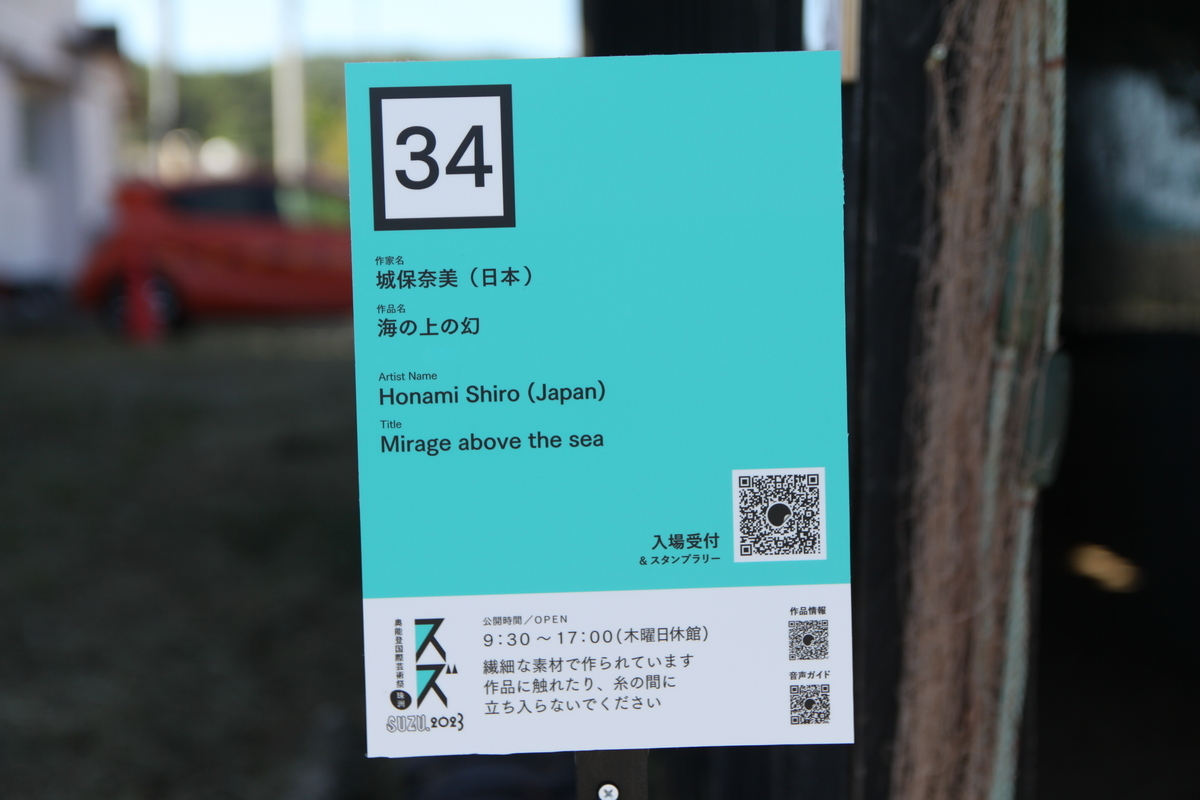 34
作家名
城保奈美（日本）
作品名
海の上の幻
Artist Name
Honami Shiro (Japan)
Title
Mirage above the sea
入場受付
& スタンプラリー
奥能登国際芸術祭
珠洲
スズ
SUZU.2023
公開時間／OPEN
9:30 〜 17:00(木曜日休館)
繊細な素材で作られています
作品に触れたり、糸の間に
立ち入らないでください
作品情報
音声ガイド